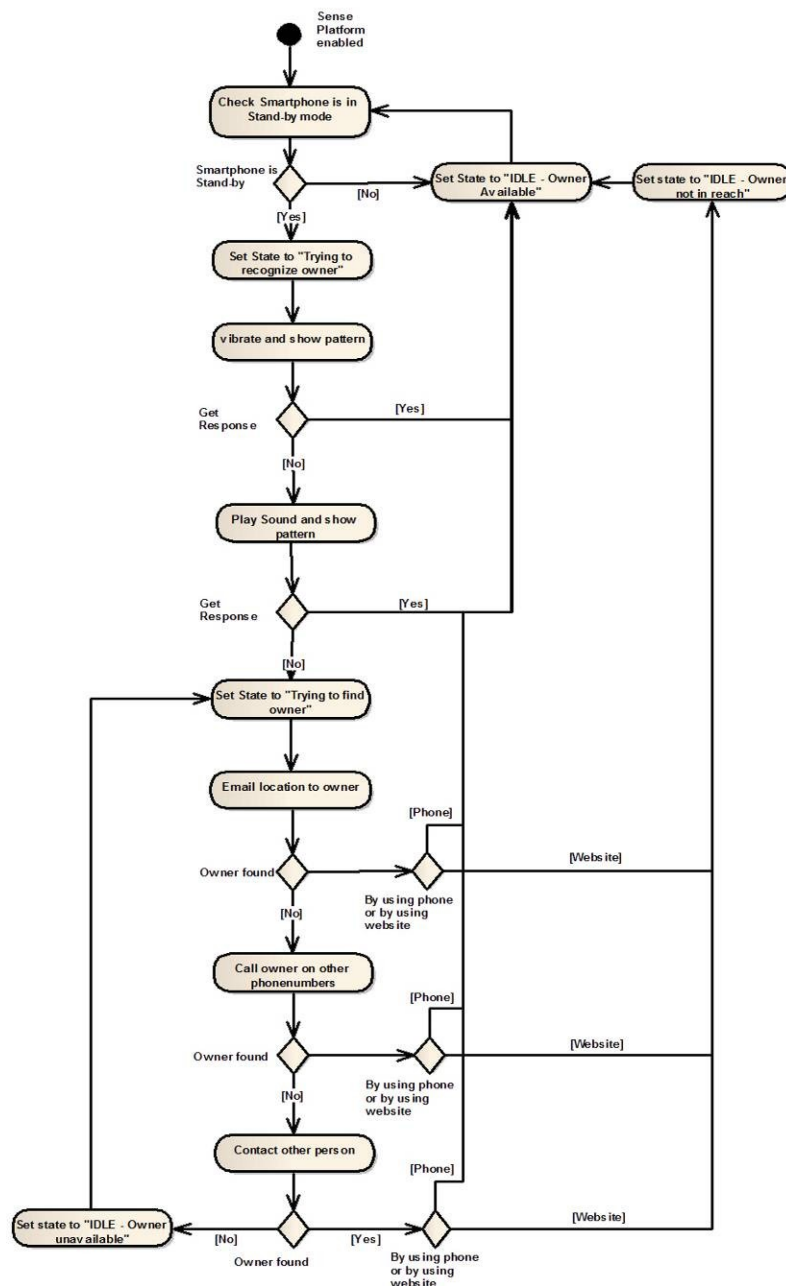 Sense
Platform
enabled
Check Smartphone is in
Stand-by mode
Smartphone is
Stand-by
[No]
[Yes]
Set State to "IDLE - Owner
Available"
Set state to "IDLE - Owner
not in reach"
Set State to "Trying to
recognize owner"
vibrate and show pattern
Get
Response
[Yes]
[No]
Play Sound and show
pattern
Get
Response
[Yes]
[No]
Set State to "Trying to find
owner"
Email location to owner
[Phone]
[Website]
Owner found
By using phone
or by using
website
[No]
Call owner on other
phonenumbers
[Phone]
[Website]
Owner found
By using phone
or by using
website
[No]
Contact other person
[Phone]
[Website]
Set state to "IDLE - Owner
unavailable"
[No]
[Yes]
Owner found
By using phone
or by using
website